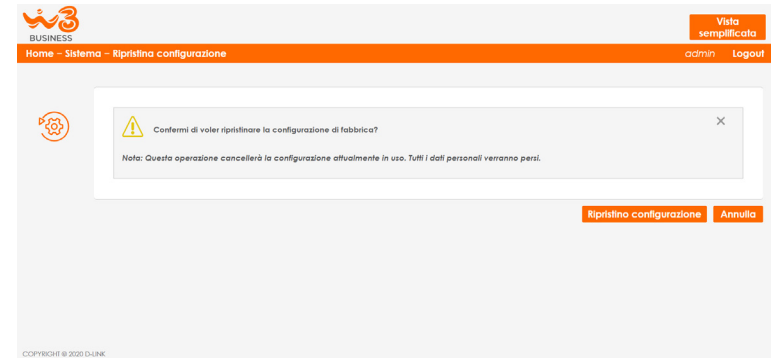 W3
BUSINESS
Vista
semplificata
Home – Sistema – Ripristina configurazione
admin
Logout
Confermi di voler ripristinare la configurazione di fabbrica?
Nota: Questa operazione cancellerà la configurazione attualmente in uso. Tutti i dati personali verranno persi.
Ripristino configurazione
Annulla
COPYRIGHT © 2020 D-LINK